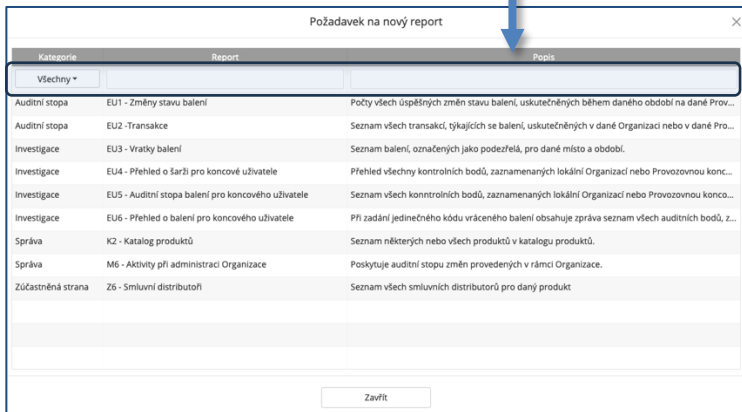 Požadavek na nový report
Kategorie Report Popis
Všechny
Auditní stopa EU1 - Změny stavu balení Počty všech úspěšných změn stavu balení, uskutečněných během daného období na dané Prov...
Auditní stopa EU2 -Transakce Seznam všech transakcí, týkajících se balení, uskutečněných v dané Organizaci nebo v dané Pro...
Investigace EU3 - Vratky balení Seznam balení, označených jako podezřelá, pro dané místo a období.
Investigace EU4 - Přehled o šarži pro koncové uživatele Přehled všechny kontrolních bodů, zaznamenaných lokální Organizací nebo Provozovnou konc...
Investigace EU5 - Auditní stopa balení pro koncového uživatele Seznam všech konntrolních bodů, zaznamenaných lokální Organizací nebo Provozovnou konco...
Investigace EU6 - Přehled o balení pro koncového uživatele Při zadání jedinečného kódu vráceného balení obsahuje zpráva seznam všech auditních bodů, z...
Správa K2 - Katalog produktů Seznam některých nebo všech produktů v katalogu produktů.
Správa M6 - Aktivity při administraci Organizace Poskytuje auditní stopu změn provedených v rámci Organizace.
Zúčastněná strana Z6 - Smluvní distributoři Seznam všech smluvních distributorů pro daný produkt
Zavřít